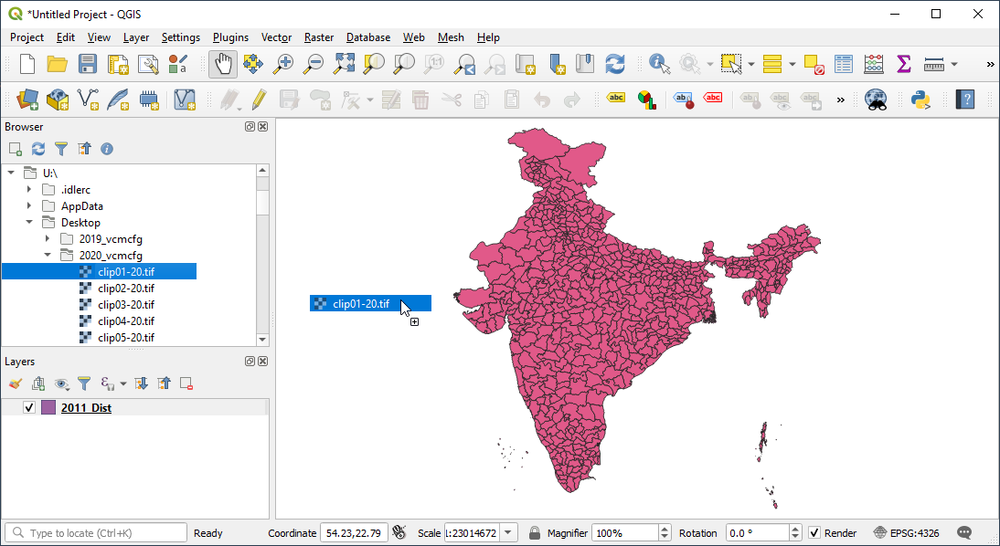 *Untitled Project - QGIS
Project Edit View Layer Settings Plugins Vector Raster Database Web Mesh Help
Browser
U:\
.idlerc
AppData
Desktop
2019_vcmcfg
2020_vcmcfg
clip01-20.tif
clip02-20.tif
clip03-20.tif
clip04-20.tif
clip05-20.tif
clip01-20.tif
Layers
2011_Dist
Type to locate (Ctrl+K) Ready Coordinate 54.23,22.79 Scale 1:23014672 Magnifier 100% Rotation 0.0 ° Render EPSG:4326